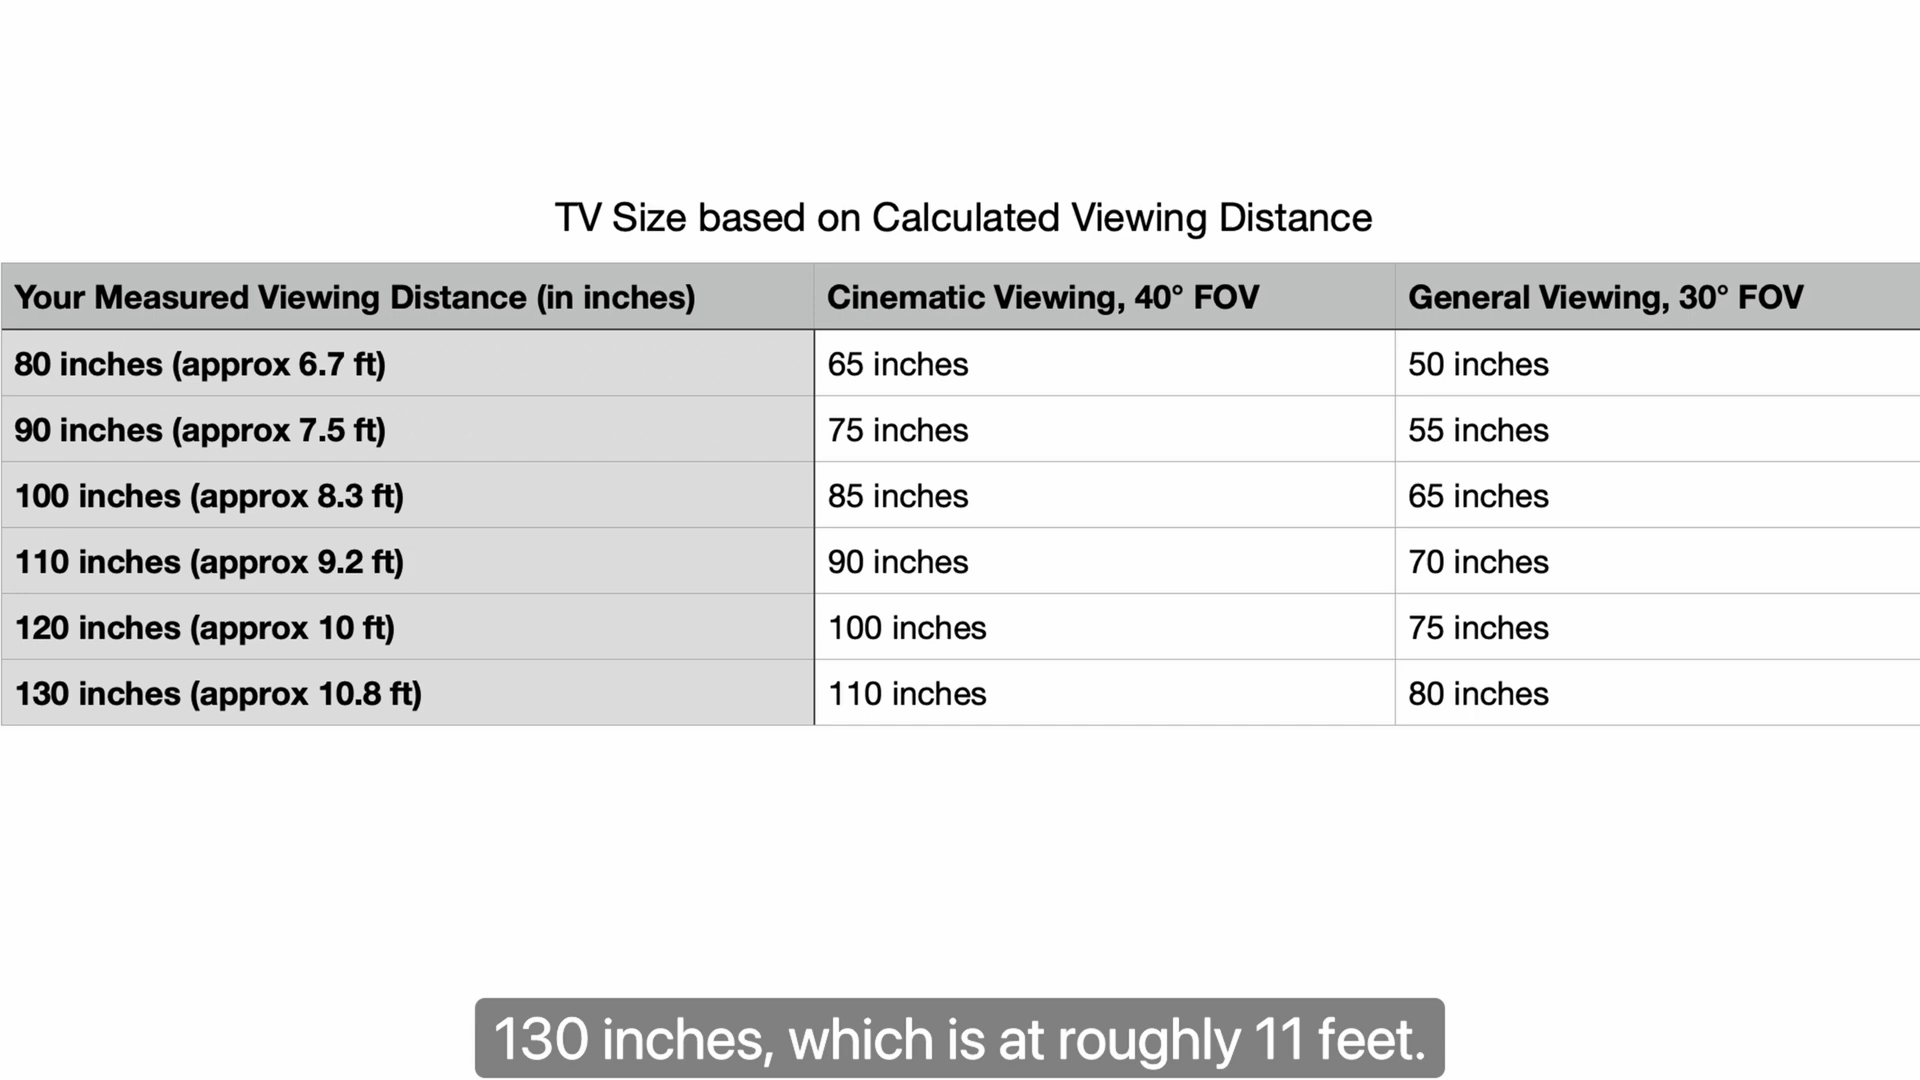 TV Size based on Calculated Viewing Distance
Your Measured Viewing Distance (in inches) Cinematic Viewing, 40° FOV General Viewing, 30° FOV
80 inches (approx 6.7 ft) 65 inches 50 inches
90 inches (approx 7.5 ft) 75 inches 55 inches
100 inches (approx 8.3 ft) 85 inches 65 inches
110 inches (approx 9.2 ft) 90 inches 70 inches
120 inches (approx 10 ft) 100 inches 75 inches
130 inches (approx 10.8 ft) 110 inches 80 inches
130 inches, which is at roughly 11 feet.